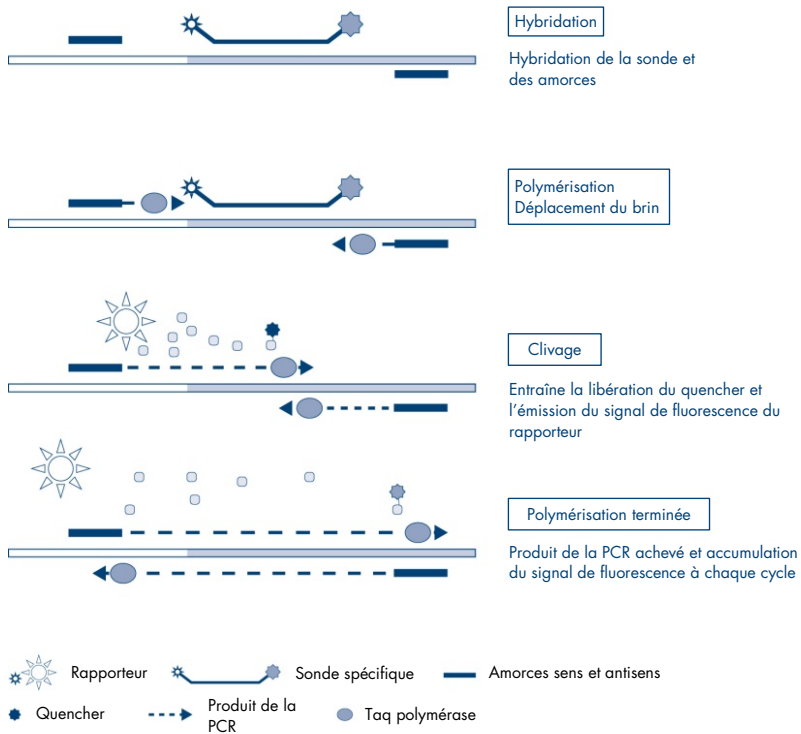 Hybridation
Hybridation de la sonde et
des amorces
Polymérisation
Déplacement du brin
Clivage
Entraîne la libération du quencher et
l'émission du signal de fluorescence du
rapporteur
Polymérisation terminée
Produit de la PCR achevé et accumulation
du signal de fluorescence à chaque cycle
Rapporteur
Sonde spécifique
Amorces sens et antisens
Quencher
Produit de la
PCR
Taq polymérase